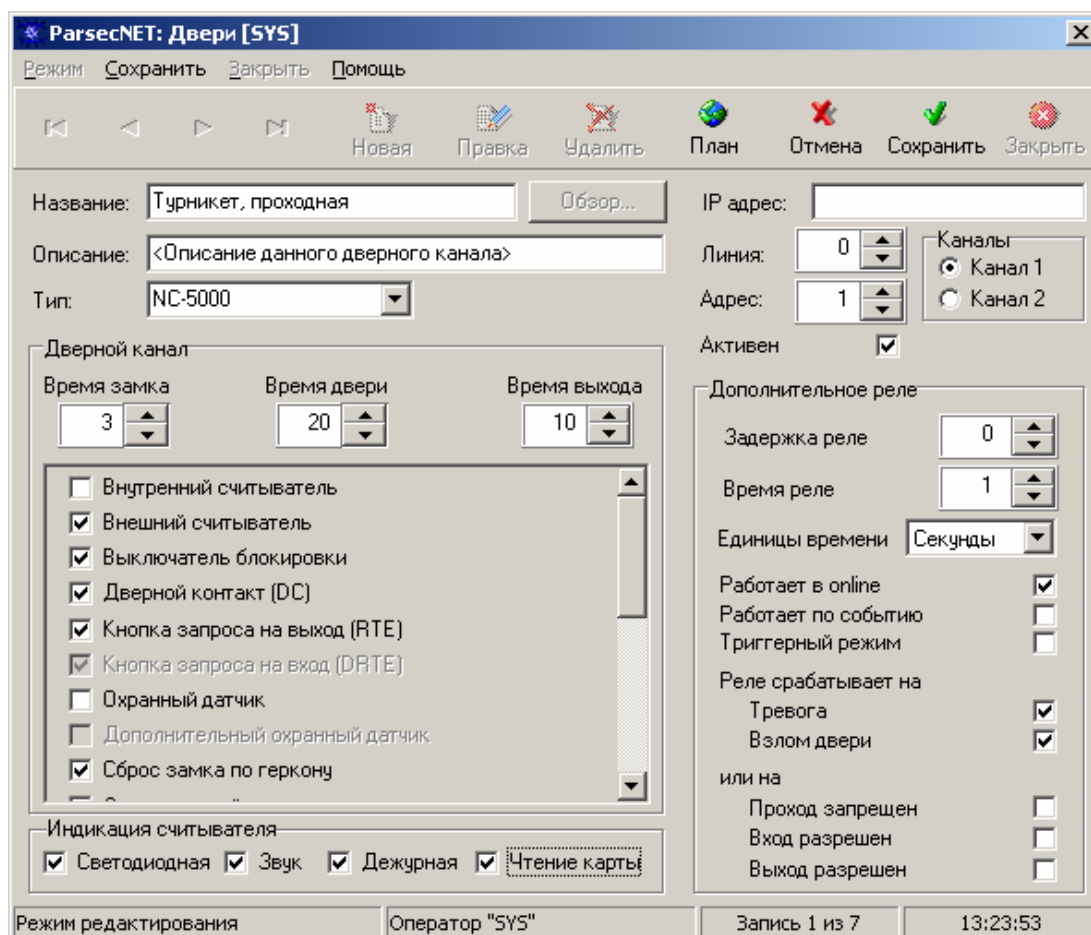 ParsecNET: Двери [SYS]
Режим Сохранить Закрыть Помощь
Новая Правка Удалить План Отмена Сохранить Закрыть
Название: Турникет, проходная Обзор...
Описание: <Описание данного дверного канала>
Тип: NC-5000
IP адрес:
Линия: 0
Адрес: 1
Каналы
Канал 1
Канал 2
Активен
Дверной канал
Время замка Время двери Время выхода
3 20 10
Внутренний считыватель
Внешний считыватель
Выключатель блокировки
Дверной контакт (DC)
Кнопка запроса на выход (RTE)
Кнопка запроса на вход (DRTE)
Охранный датчик
Дополнительный охранный датчик
Сброс замка по геркону
Индикация считывателя
Светодиодная Звук Дежурная Чтение карты
Дополнительное реле
Задержка реле 0
Время реле 1
Единицы времени Секунды
Работает в online
Работает по событию
Триггерный режим
Реле срабатывает на
Тревога
Взлом двери
или на
Проход запрещен
Вход разрешен
Выход разрешен
Режим редактирования Оператор "SYS" Запись 1 из 7 13:23:53